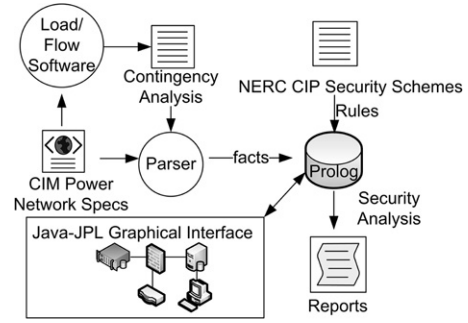 Load/
Flow
Software
Contingency
Analysis
NERC CIP Security Schemes
Rules
CIM Power
Network Specs
Parser
facts
Prolog
Security
Analysis
Java-JPL Graphical Interface
Reports